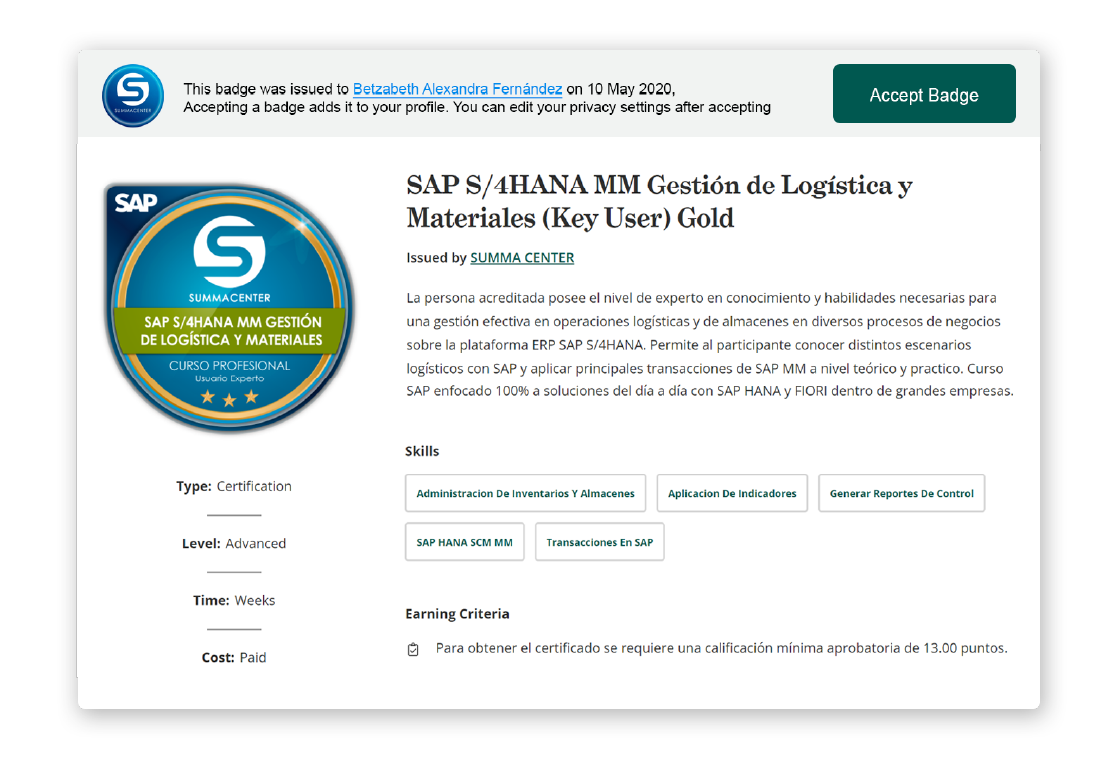 S
SUMMACENTER
This badge was issued to Betzabeth Alexandra Fernández on 10 May 2020,
Accepting a badge adds it to your profile. You can edit your privacy settings after accepting
Accept Badge
SAP
S
SUMMACENTER
SAP S/4HANA MM GESTIÓN
DE LOGÍSTICA Y MATERIALES
CURSO PROFESIONAL
Usuario Experto
Type: Certification
Level: Advanced
Time: Weeks
Cost: Paid
SAP S/4HANA MM Gestión de Logística y
Materiales (Key User) Gold
Issued by SUMMA CENTER
La persona acreditada posee el nivel de experto en conocimiento y habilidades necesarias para
una gestión efectiva en operaciones logísticas y de almacenes en diversos procesos de negocios
sobre la plataforma ERP SAP S/4HANA. Permite al participante conocer distintos escenarios
logísticos con SAP y aplicar principales transacciones de SAP MM a nivel teórico y practico. Curso
SAP enfocado 100% a soluciones del día a día con SAP HANA y FIORI dentro de grandes empresas.
Skills
Administracion De Inventarios Y Almacenes
Aplicacion De Indicadores
Generar Reportes De Control
SAP HANA SCM MM
Transacciones En SAP
Earning Criteria
Para obtener el certificado se requiere una calificación mínima aprobatoria de 13.00 puntos.